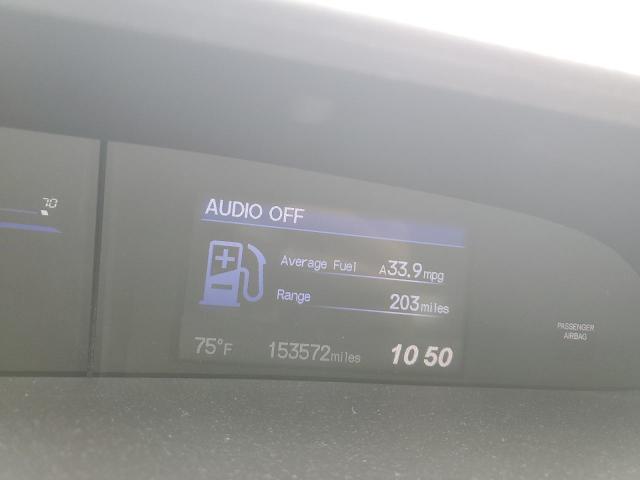 70
AUDIO OFF
Average Fuel A33.9mpg
Range 203miles
75°F 153572miles 10 50
PASSENGER
AIRBAG